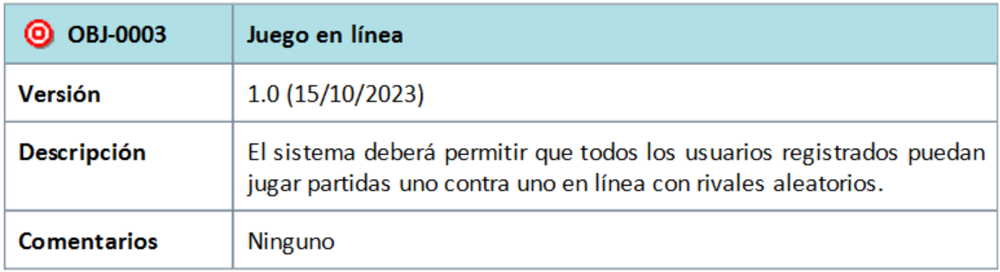 OBJ-0003 Juego en línea
Versión 1.0 (15/10/2023)
Descripción El sistema deberá permitir que todos los usuarios registrados puedan
jugar partidas uno contra uno en línea con rivales aleatorios.
Comentarios Ninguno